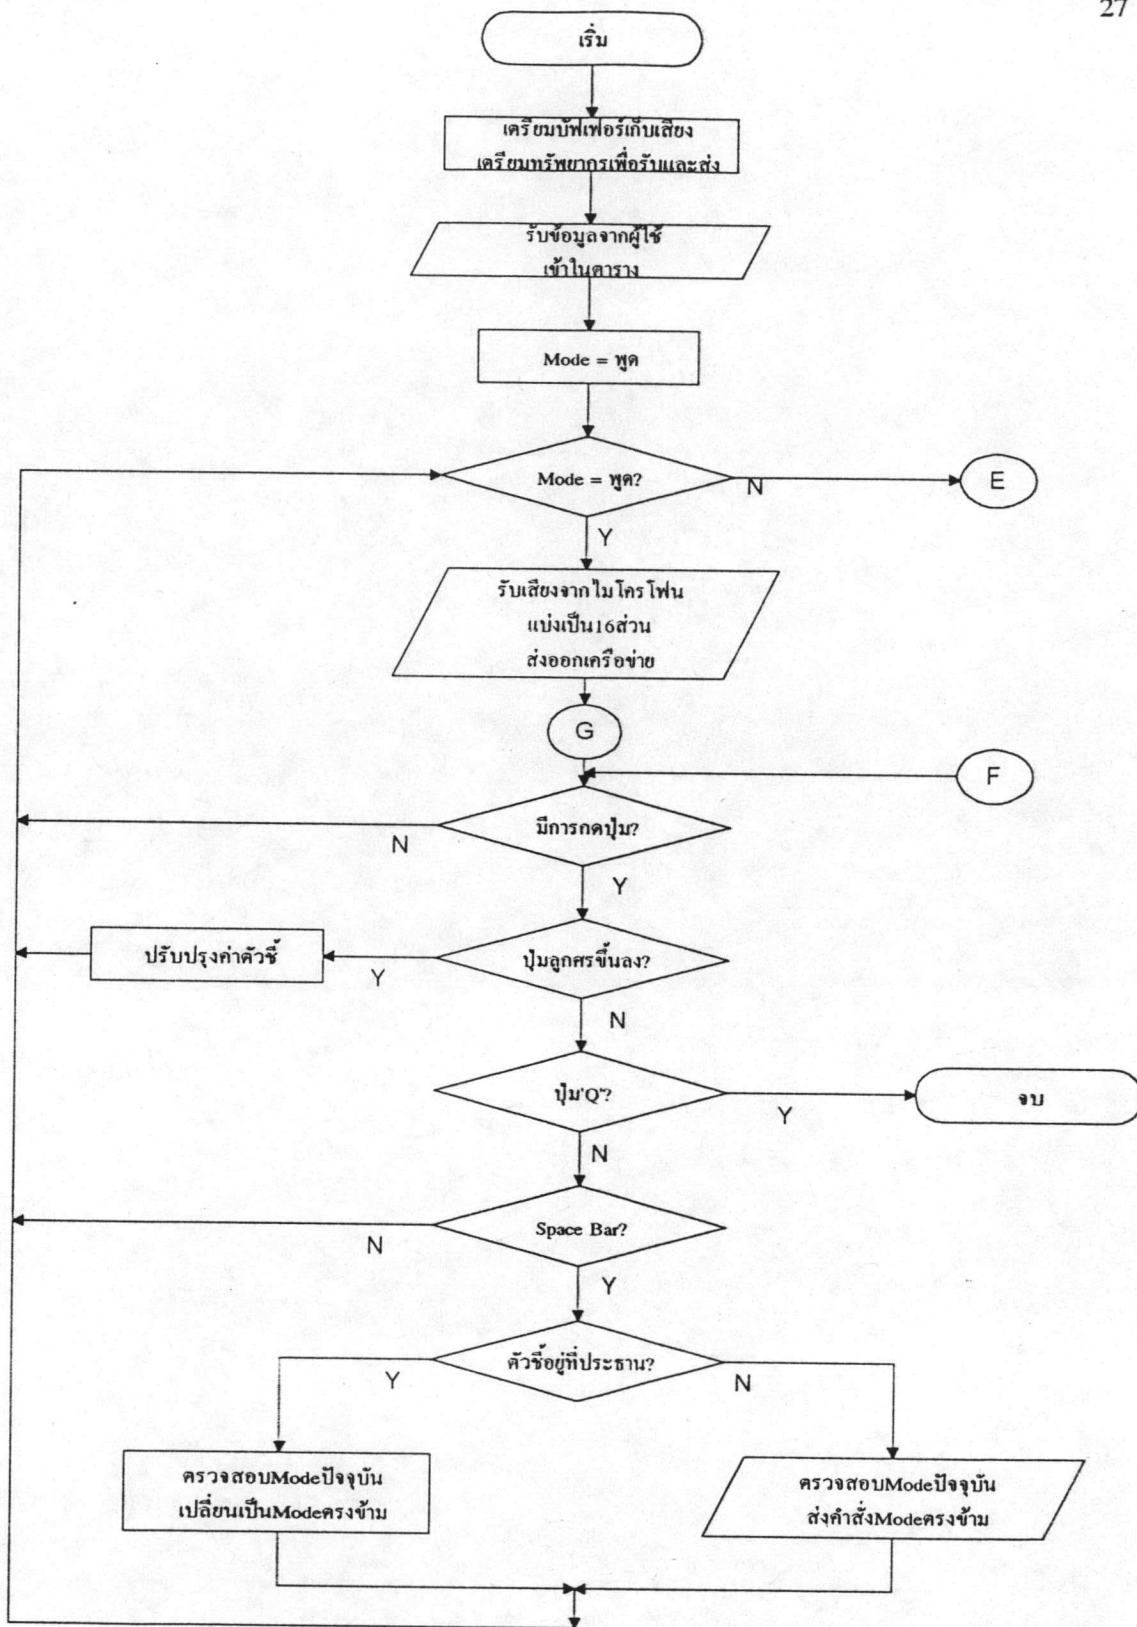 27
เริ่ม
เตรียมบัฟเฟอร์เก็บเสียง
เตรียมทรัพยากรเพื่อรับและส่ง
รับข้อมูลจากผู้ใช้
เข้าในตาราง
Mode = พูด
Mode = พูด?
N
E
Y
รับเสียงจากไมโครโฟน
แบ่งเป็น16ส่วน
ส่งออกเครือข่าย
G
F
มีการกดปุ่ม?
N
Y
ปรับปรุงค่าตัวชี้
ปุ่มลูกศรขึ้นลง?
Y
N
ปุ่ม'Q'?
Y
จบ
N
Space Bar?
N
Y
ตัวชี้อยู่ที่ประธาน?
Y
N
ตรวจสอบModeปัจจุบัน
เปลี่ยนเป็นModeตรงข้าม
ตรวจสอบModeปัจจุบัน
ส่งคำสั่งModeตรงข้าม